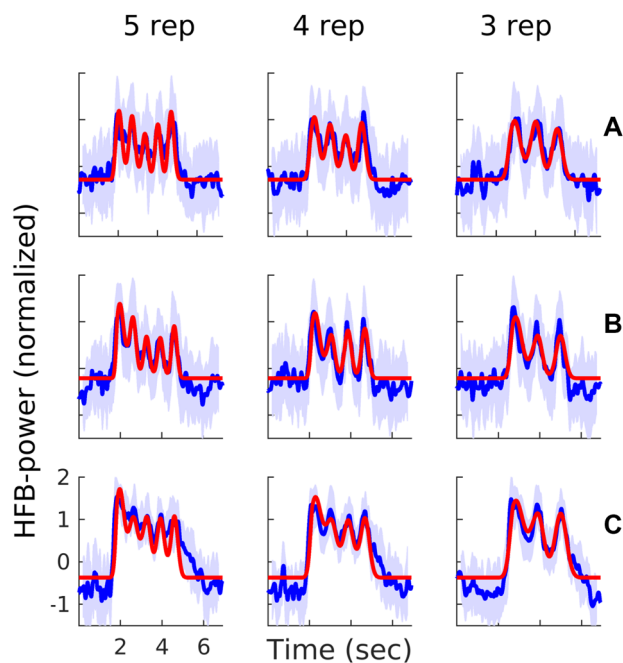 5 rep 4 rep 3 rep
A
HFB-power (normalized)
B
2
1
0
-1
C
2 4 6
Time (sec)